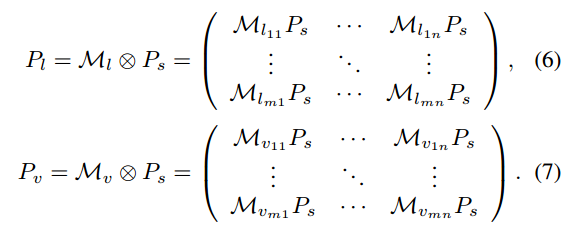 P_l = \mathcal{M}_l \otimes P_s = \begin{pmatrix} \mathcal{M}_{l_{11}} P_s & \cdots & \mathcal{M}_{l_{1n}} P_s \\ \vdots & \ddots & \vdots \\ \mathcal{M}_{l_{m1}} P_s & \cdots & \mathcal{M}_{l_{mn}} P_s \end{pmatrix}, (6)
P_v = \mathcal{M}_v \otimes P_s = \begin{pmatrix} \mathcal{M}_{v_{11}} P_s & \cdots & \mathcal{M}_{v_{1n}} P_s \\ \vdots & \ddots & \vdots \\ \mathcal{M}_{v_{m1}} P_s & \cdots & \mathcal{M}_{v_{mn}} P_s \end{pmatrix}. (7)